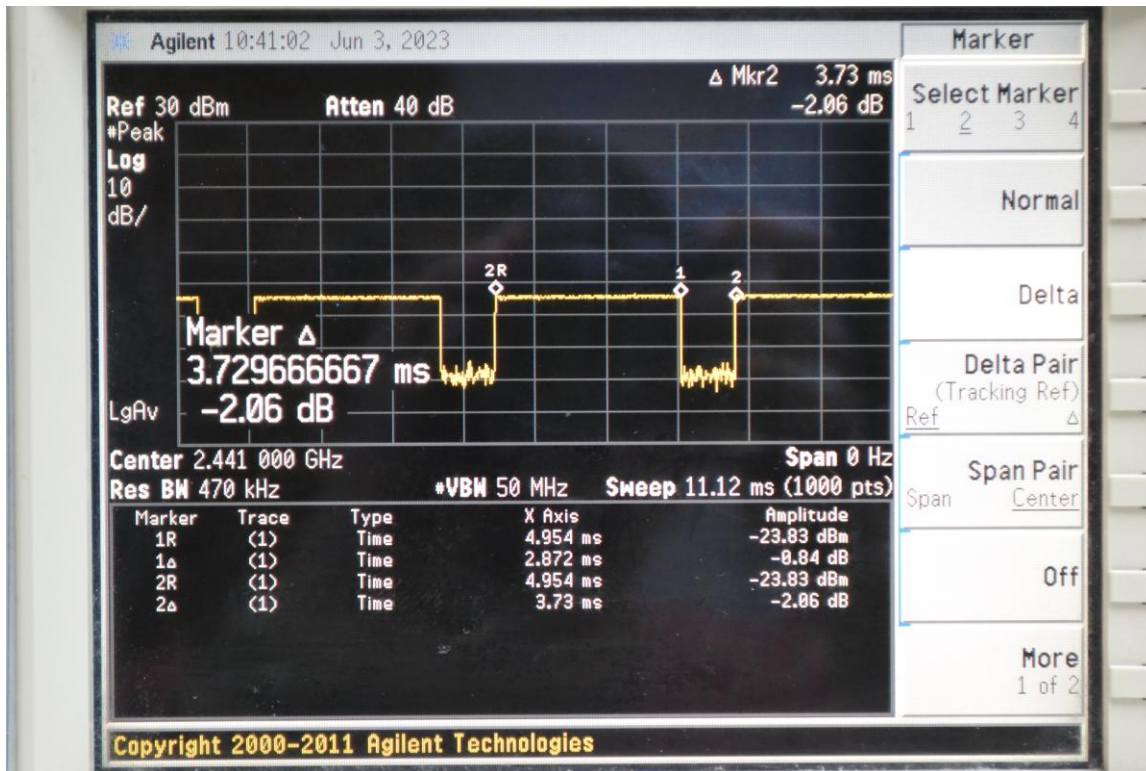 Agilent 10:41:02 Jun 3, 2023
Marker
Δ Mkr2 3.73 ms
Ref 30 dBm Atten 40 dB -2.06 dB
#Peak
Log
10
dB/
2R 1 2
Marker Δ
3.729666667 ms
-2.06 dB
LgAv
Center 2.441 000 GHz Span 0 Hz
Res BW 470 kHz #VBW 50 MHz Sweep 11.12 ms (1000 pts)
Marker Trace Type X Axis Amplitude
1R (1) Time 4.954 ms -23.83 dBm
1Δ (1) Time 2.872 ms -0.84 dB
2R (1) Time 4.954 ms -23.83 dBm
2Δ (1) Time 3.73 ms -2.06 dB
Select Marker
1 2 3 4
Normal
Delta
Delta Pair
(Tracking Ref)
Ref Δ
Span Pair
Span Center
Off
More
1 of 2
Copyright 2000-2011 Agilent Technologies